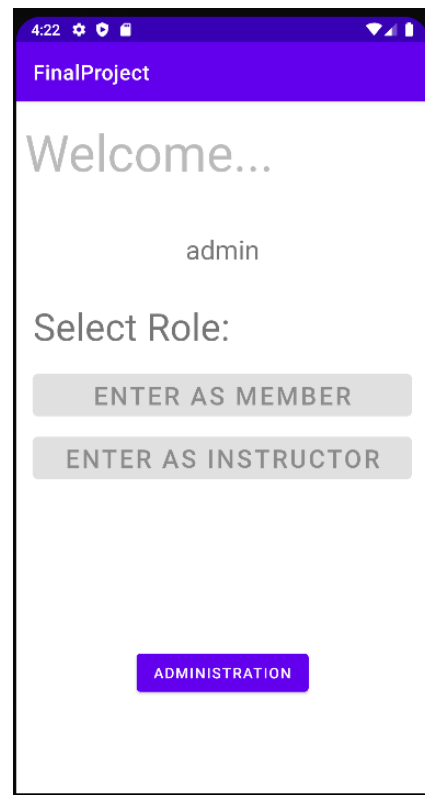 4:22
FinalProject
Welcome...
admin
Select Role:
ENTER AS MEMBER
ENTER AS INSTRUCTOR
ADMINISTRATION